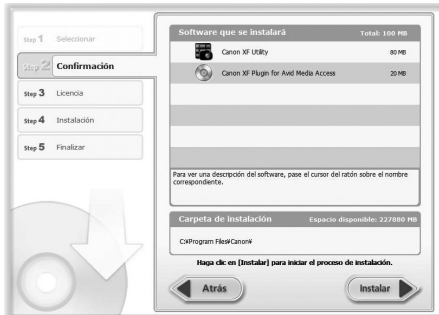 Step 1 Seleccionar
Step 2 Confirmación
Step 3 Licencia
Step 4 Instalación
Step 5 Finalizar
Software que se instalará Total: 100 MB
Canon XF Utility 80 MB
Canon XF Plugin for Avid Media Access 20 MB
Para ver una descripción del software, pase el cursor del ratón sobre el nombre
correspondiente.
Carpeta de instalación Espacio disponible: 227880 MB
C:¥Program Files¥Canon¥
Haga clic en [Instalar] para iniciar el proceso de instalación.
Atrás
Instalar